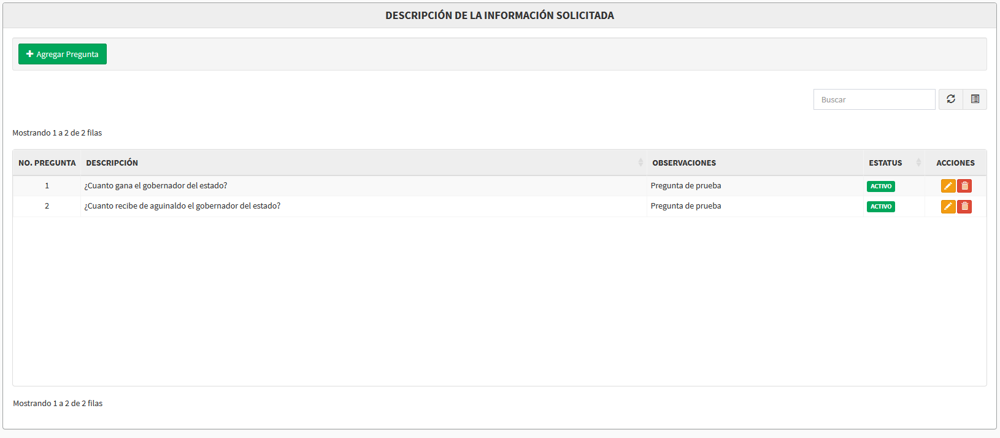 DESCRIPCIÓN DE LA INFORMACIÓN SOLICITADA
Agregar Pregunta
Buscar
Mostrando 1 a 2 de 2 filas
NO. PREGUNTA DESCRIPCIÓN OBSERVACIONES ESTATUS ACCIONES
1 ¿Cuanto gana el gobernador del estado? Pregunta de prueba ACTIVO
2 ¿Cuanto recibe de aguinaldo el gobernador del estado? Pregunta de prueba ACTIVO
Mostrando 1 a 2 de 2 filas